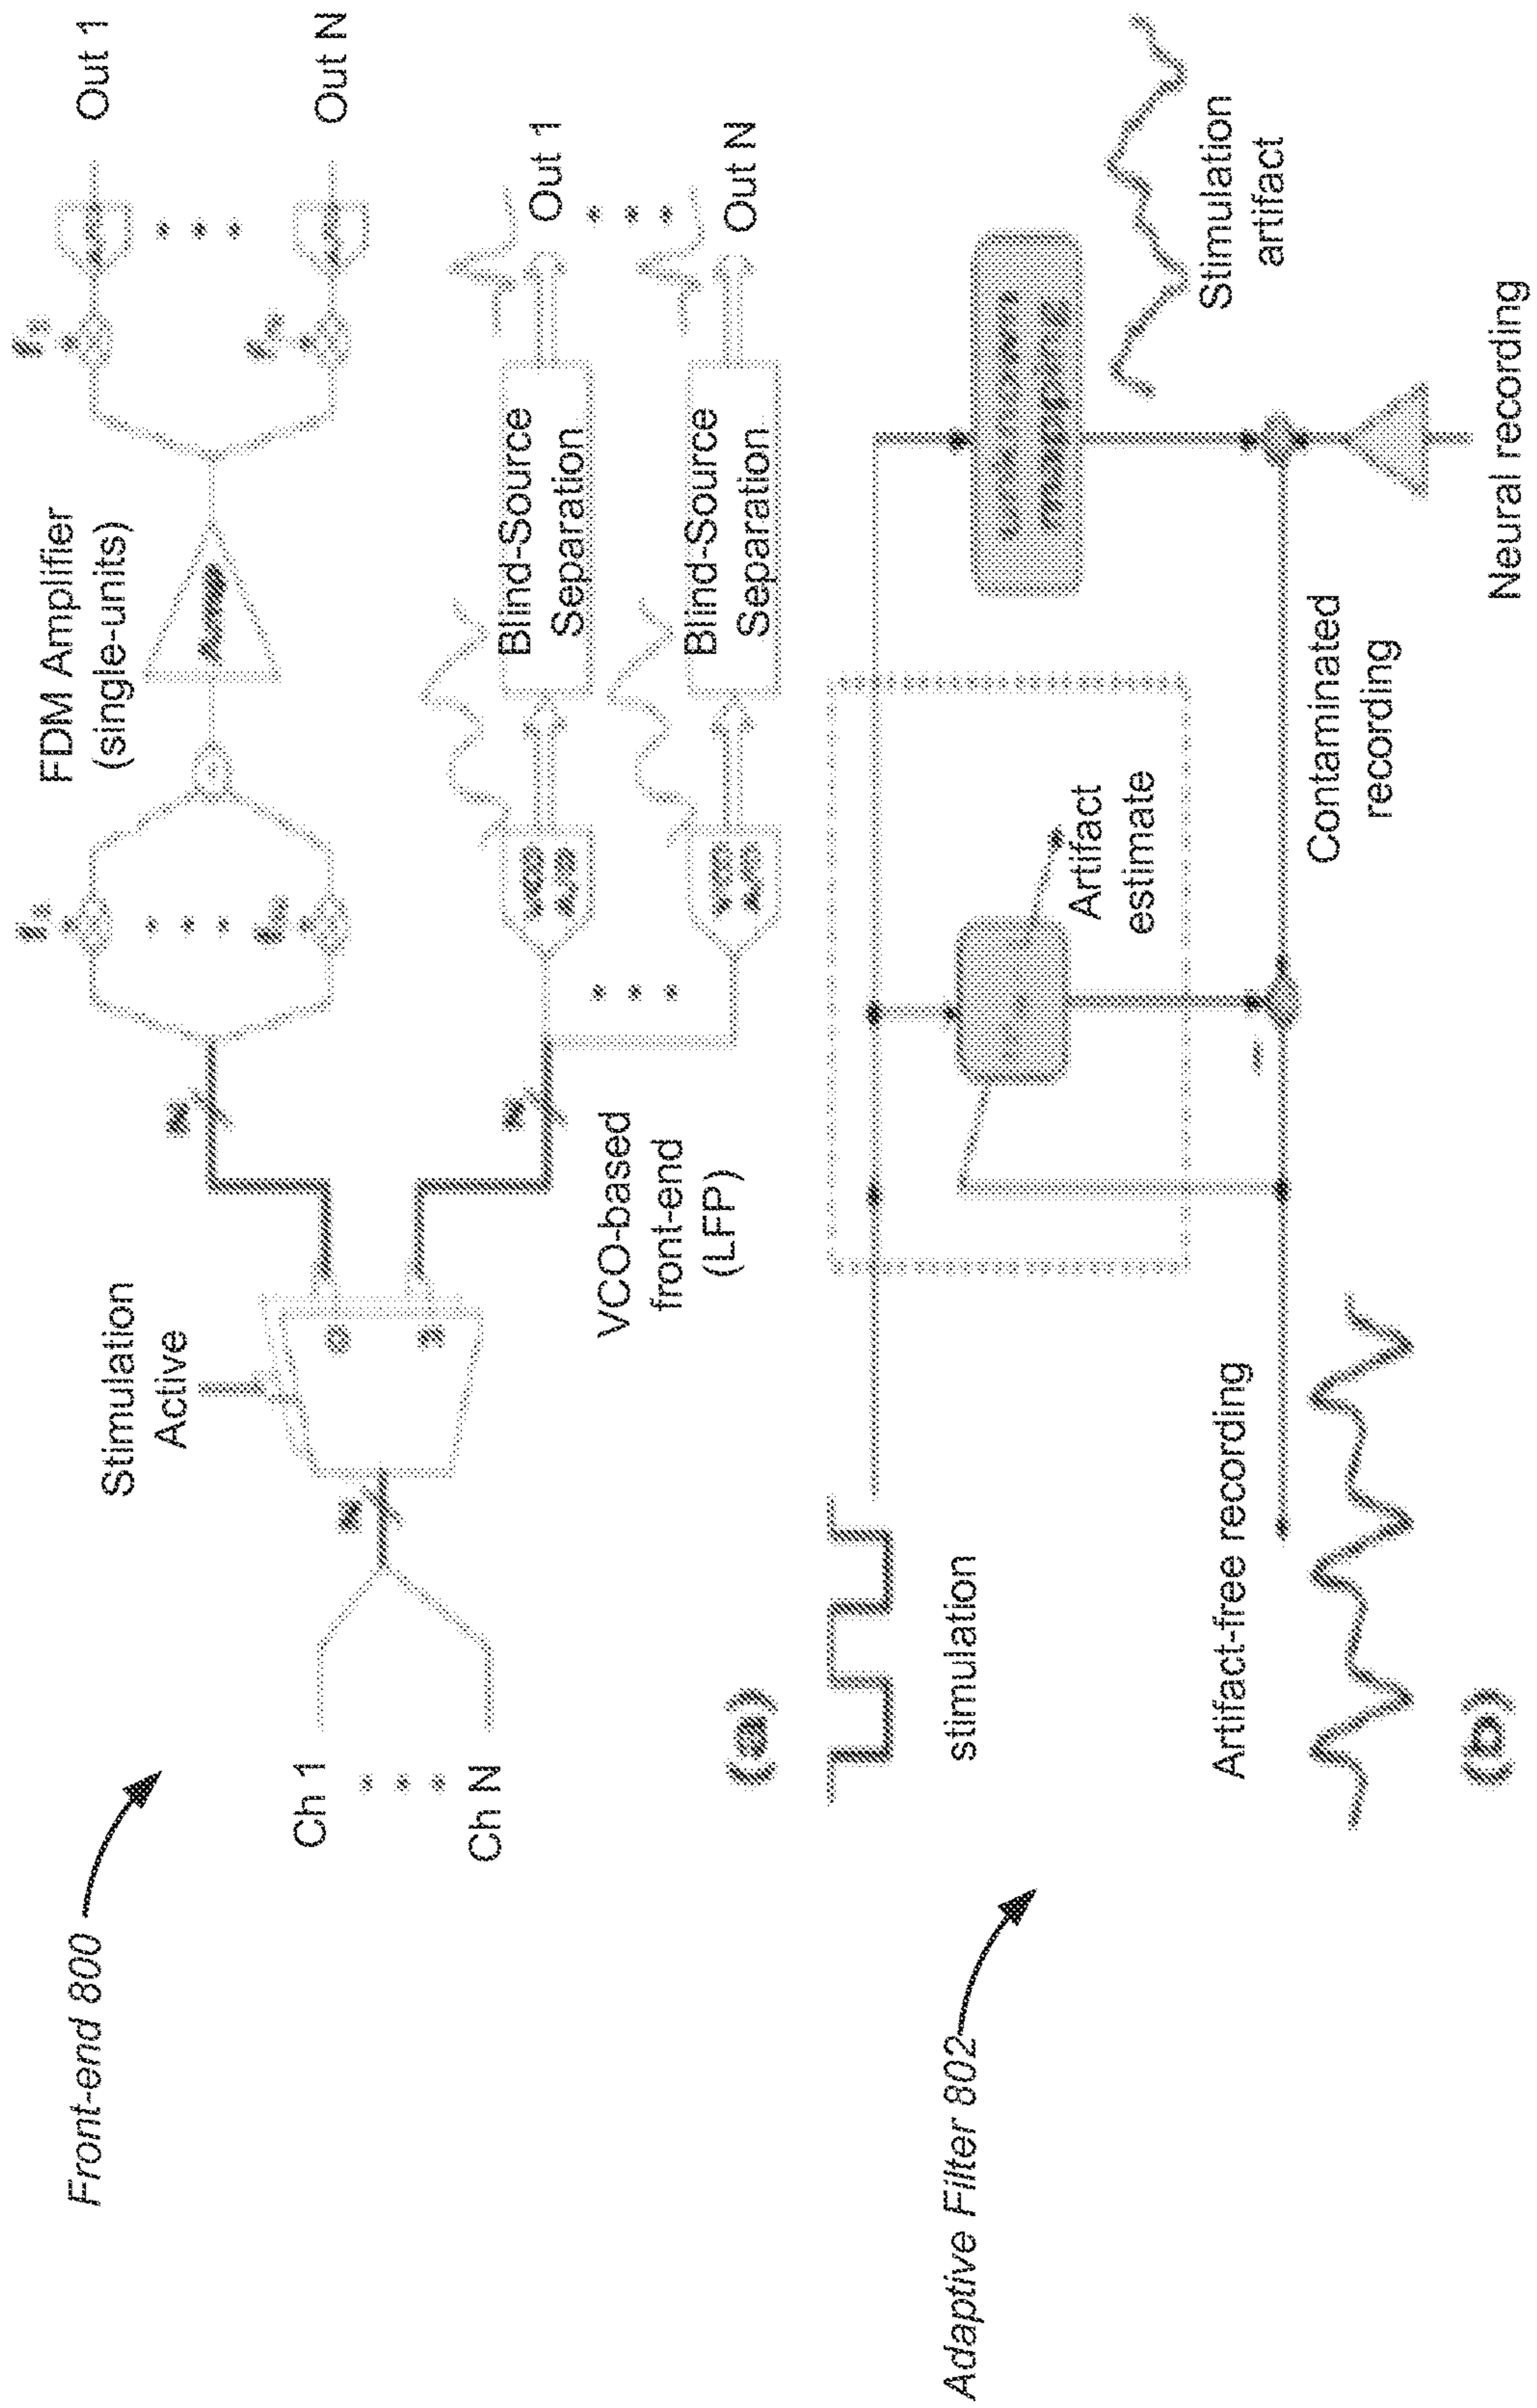 Front-end 800
Ch 1
Ch N
Stimulation
Active
0
1
N
N
N
FDM Amplifier
(single-units)
Out 1
Out N
VCO-based
front-end
(LFP)
Blind-Source
Separation
Out 1
Blind-Source
Separation
Out N
(a)
Adaptive Filter 802
stimulation
Artifact
estimate
Stimulation
artifact
Artifact-free recording
Contaminated
recording
Neural recording
(b)